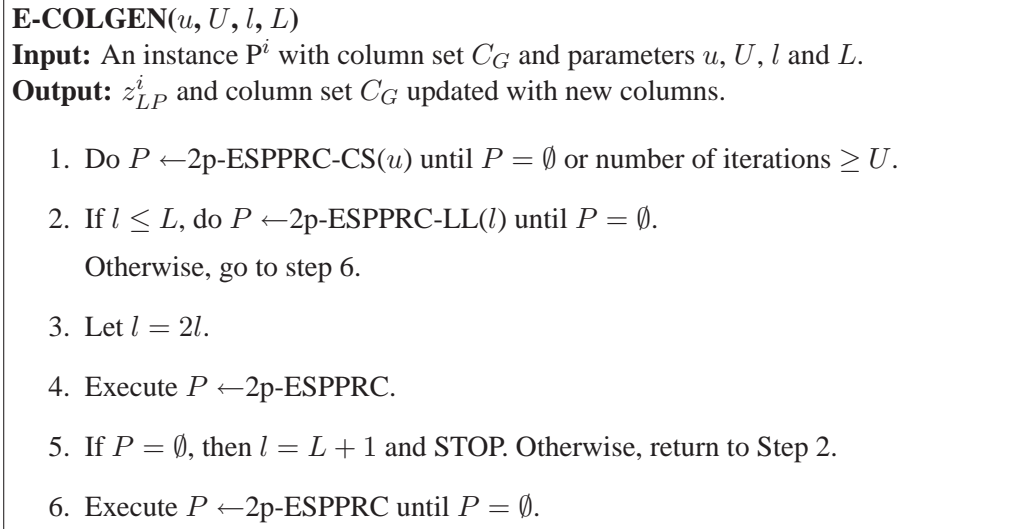 E-COLGEN(u, U, l, L)
Input: An instance Pⁱ with column set C_G and parameters u, U, l and L.
Output: zⁱ_LP and column set C_G updated with new columns.
1. Do P ←2p-ESPPRC-CS(u) until P = ∅ or number of iterations ≥ U.
2. If l ≤ L, do P ←2p-ESPPRC-LL(l) until P = ∅.
Otherwise, go to step 6.
3. Let l = 2l.
4. Execute P ←2p-ESPPRC.
5. If P = ∅, then l = L + 1 and STOP. Otherwise, return to Step 2.
6. Execute P ←2p-ESPPRC until P = ∅.